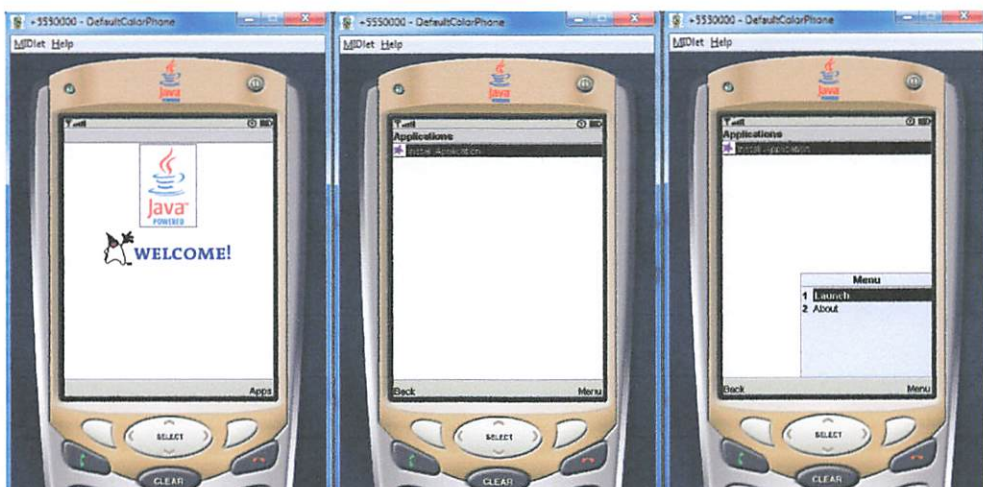 +5550000 - DefaultColorPhone
MIDlet Help
Java
Java
POWERED
WELCOME!
Apps
SELECT
CLEAR
+5550000 - DefaultColorPhone
MIDlet Help
Java
Applications
Install Application
Back
Menu
SELECT
CLEAR
+5550000 - DefaultColorPhone
MIDlet Help
Java
Applications
Install Application
Menu
1 Launch
2 About
Back
Menu
SELECT
CLEAR